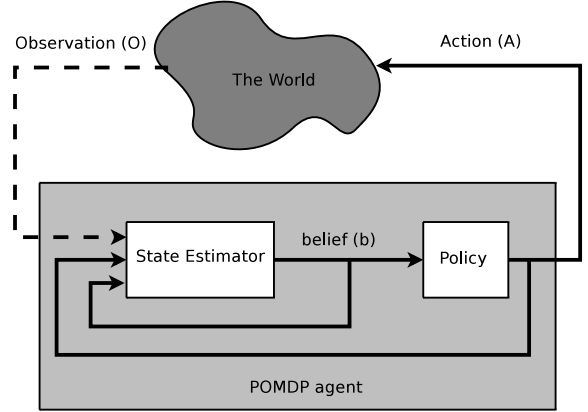 Observation (O)
Action (A)
The World
belief (b)
State Estimator
Policy
POMDP agent